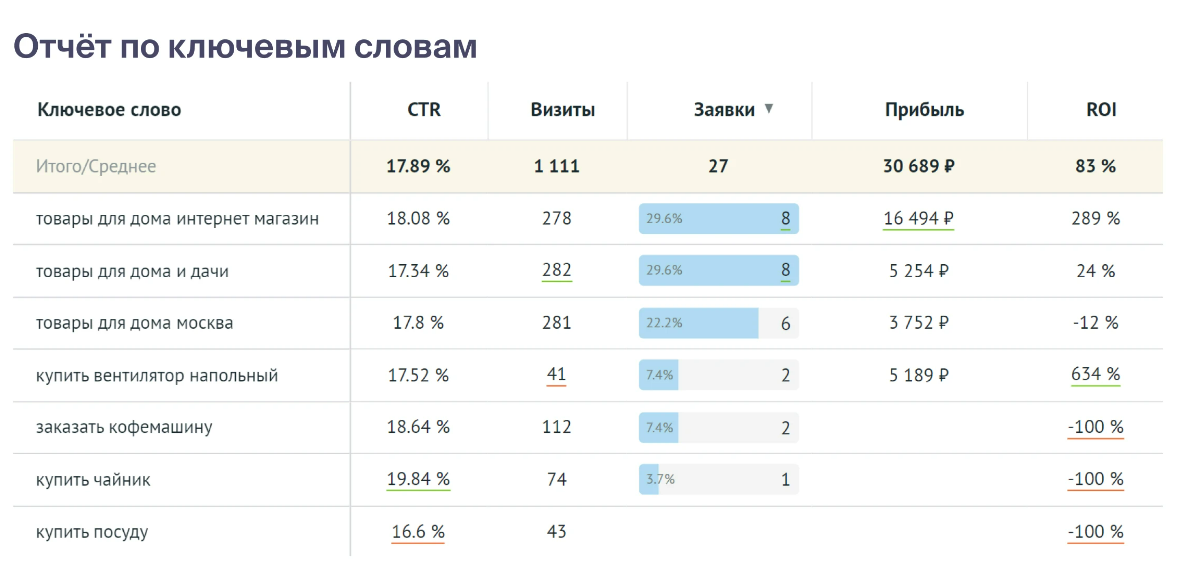 Отчёт по ключевым словам
Ключевое слово CTR Визиты Заявки ▼ Прибыль ROI
Итого/Среднее 17.89 % 1 111 27 30 689 ₽ 83 %
товары для дома интернет магазин 18.08 % 278 29.6% 8 16 494 ₽ 289 %
товары для дома и дачи 17.34 % 282 29.6% 8 5 254 ₽ 24 %
товары для дома москва 17.8 % 281 22.2% 6 3 752 ₽ -12 %
купить вентилятор напольный 17.52 % 41 7.4% 2 5 189 ₽ 634 %
заказать кофемашину 18.64 % 112 7.4% 2 -100 %
купить чайник 19.84 % 74 3.7% 1 -100 %
купить посуду 16.6 % 43 -100 %